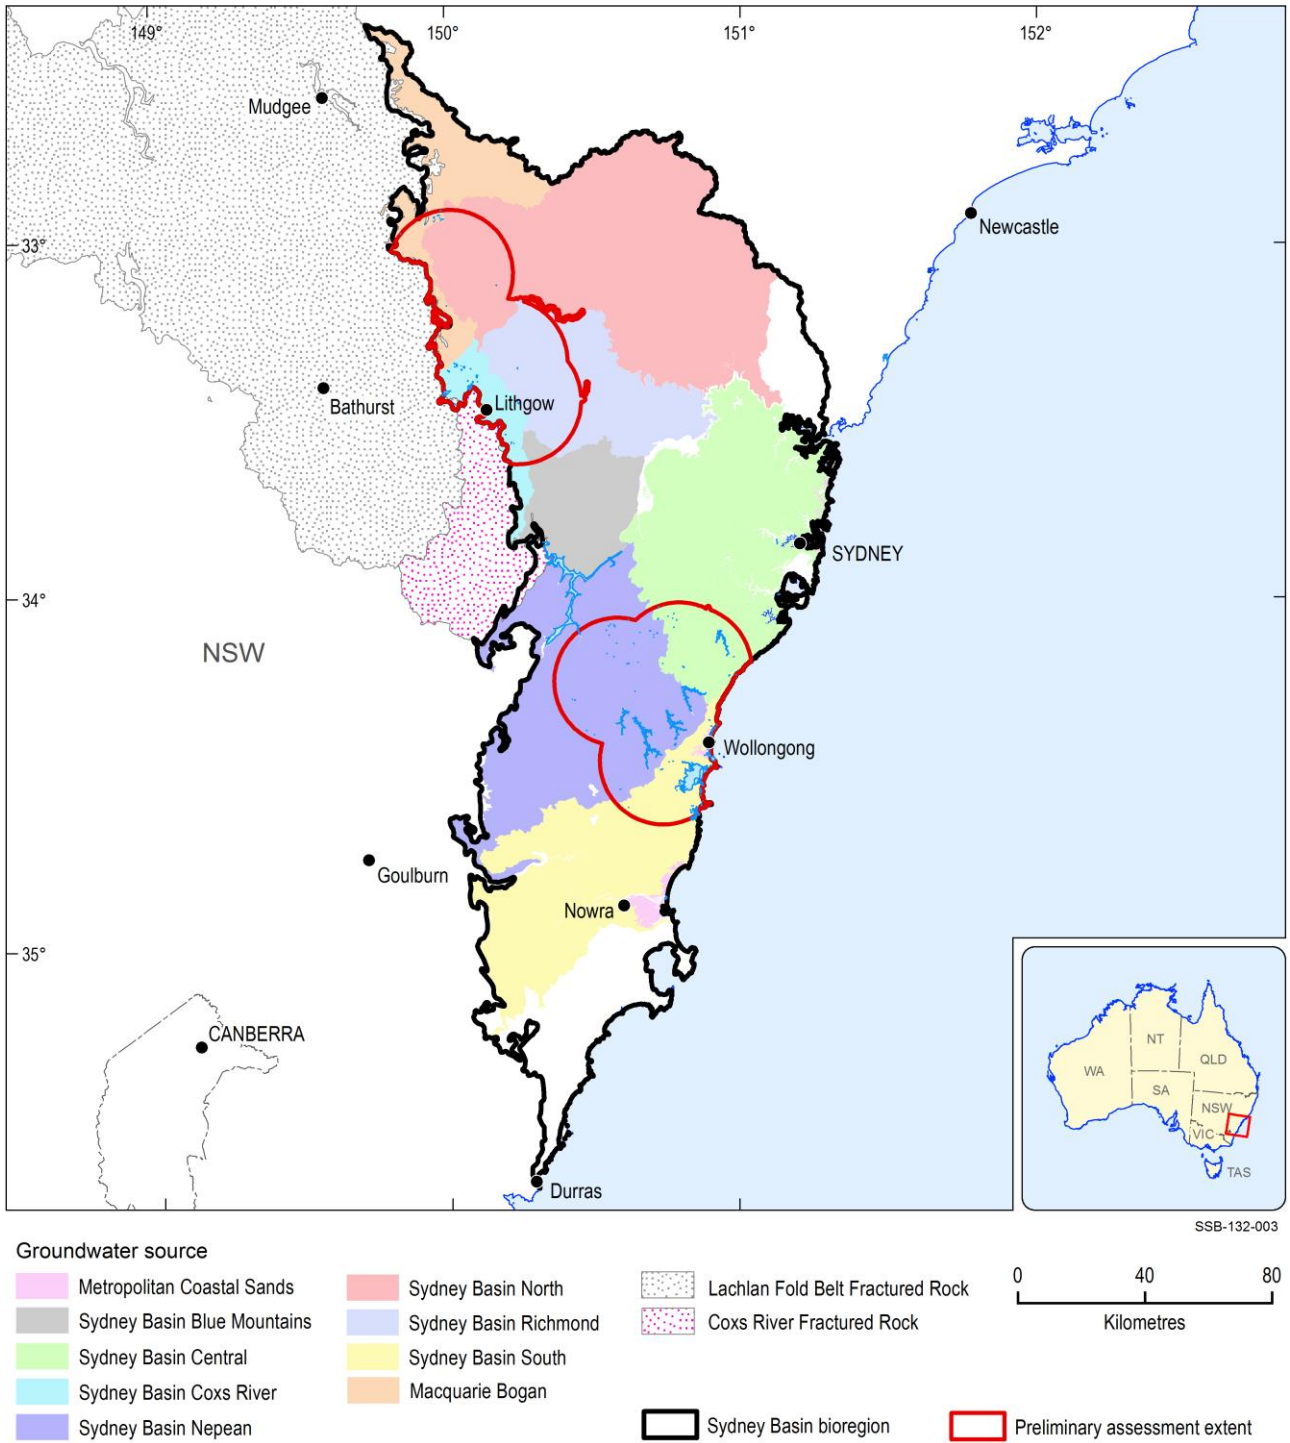 149°
150°
151°
152°
Mudgee
Newcastle
33°
Bathurst
Lithgow
SYDNEY
34°
NSW
Wollongong
Goulburn
Nowra
35°
CANBERRA
Durras
WA
NT
QLD
SA
NSW
VIC
TAS
SSB-132-003
Groundwater source
Metropolitan Coastal Sands
Sydney Basin Blue Mountains
Sydney Basin Central
Sydney Basin Coxs River
Sydney Basin Nepean
Sydney Basin North
Sydney Basin Richmond
Sydney Basin South
Macquarie Bogan
Lachlan Fold Belt Fractured Rock
Coxs River Fractured Rock
Sydney Basin bioregion
Preliminary assessment extent
0 40 80
Kilometres